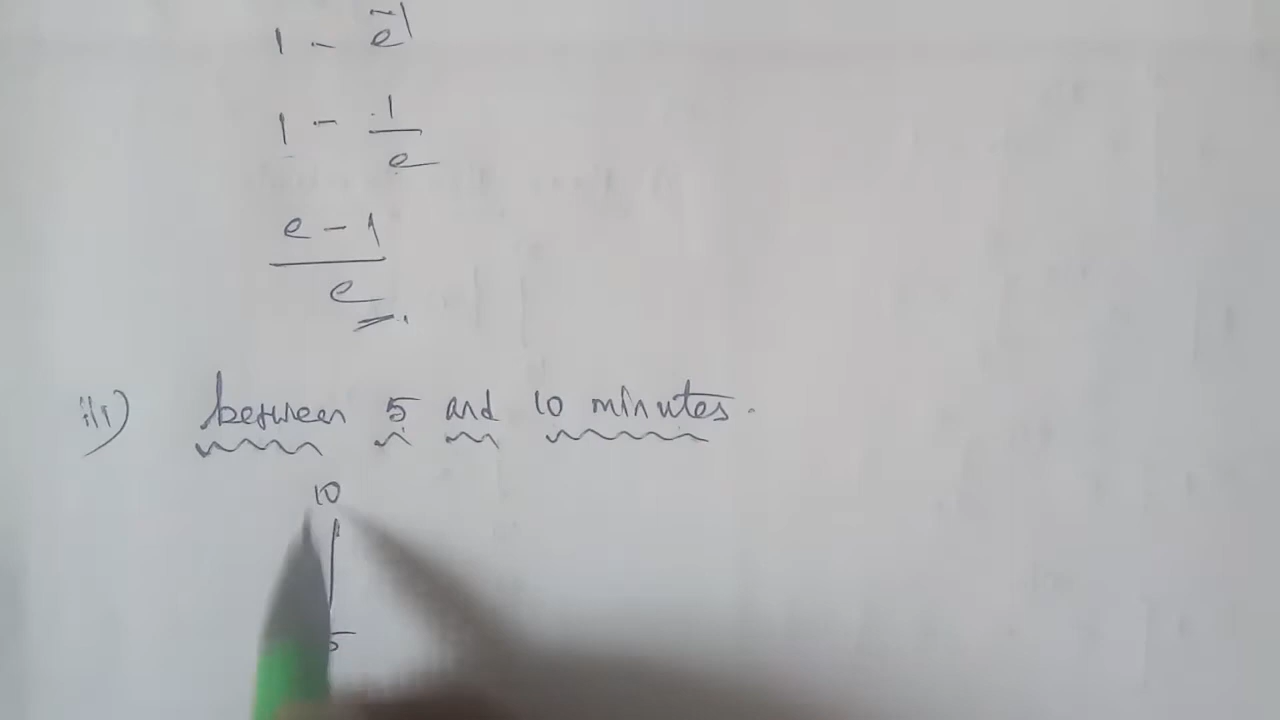 1 - e^-1
1 - 1/e
e - 1
e
iii) between 5 and 10 minutes.
10
5